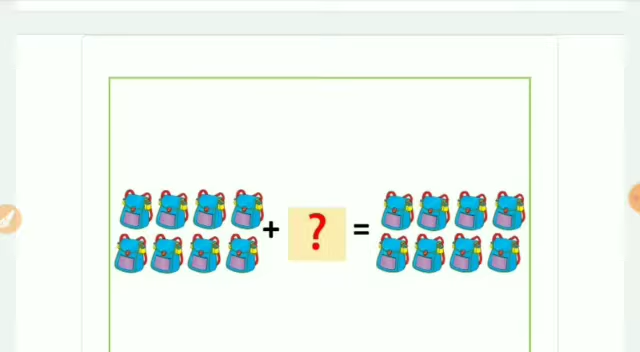 + ? =